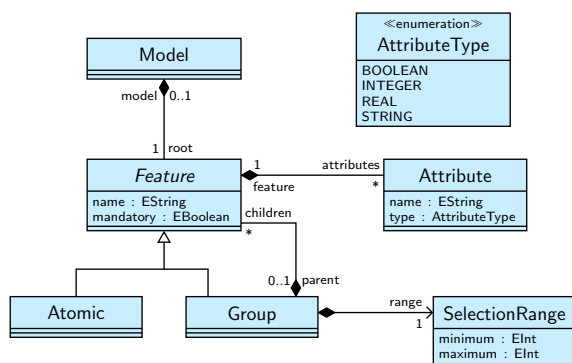 ≪enumeration≫
AttributeType
BOOLEAN
INTEGER
REAL
STRING
Model
model 0..1
1 root
Feature
name : EString
mandatory : EBoolean
1 attributes
feature *
Attribute
name : EString
type : AttributeType
children
*
0..1 parent
Atomic
Group
range
1
SelectionRange
minimum : EInt
maximum : EInt